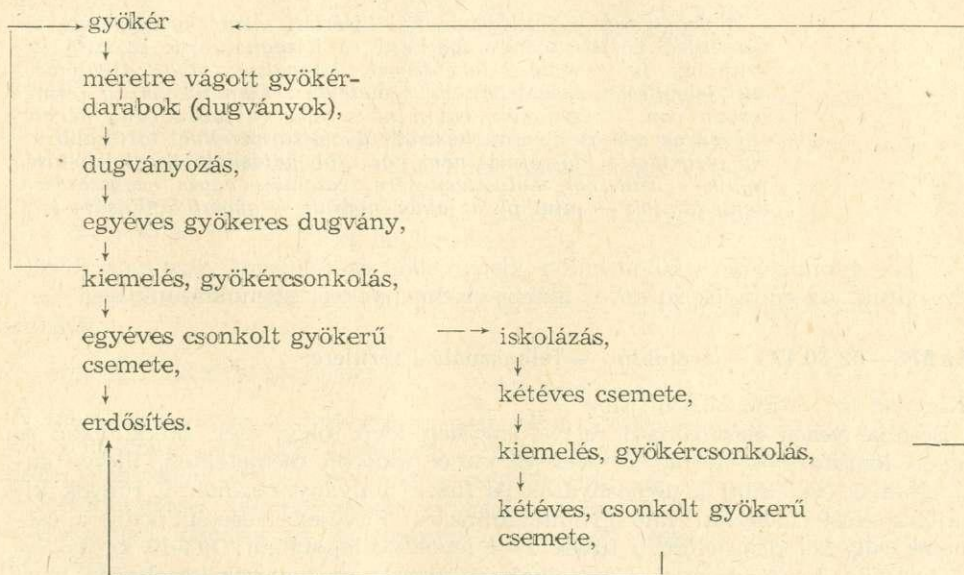 gyökér
méretre vágott gyökér-
darabok (dugványok),
dugványozás,
egyéves gyökeres dugvány,
kiemelés, gyökércsonkolás,
egyéves csonkolt gyökerű
csemete,
erdősítés.
iskolázás,
kétéves csemete,
kiemelés, gyökércsonkolás,
kétéves, csonkolt gyökerű
csemete,